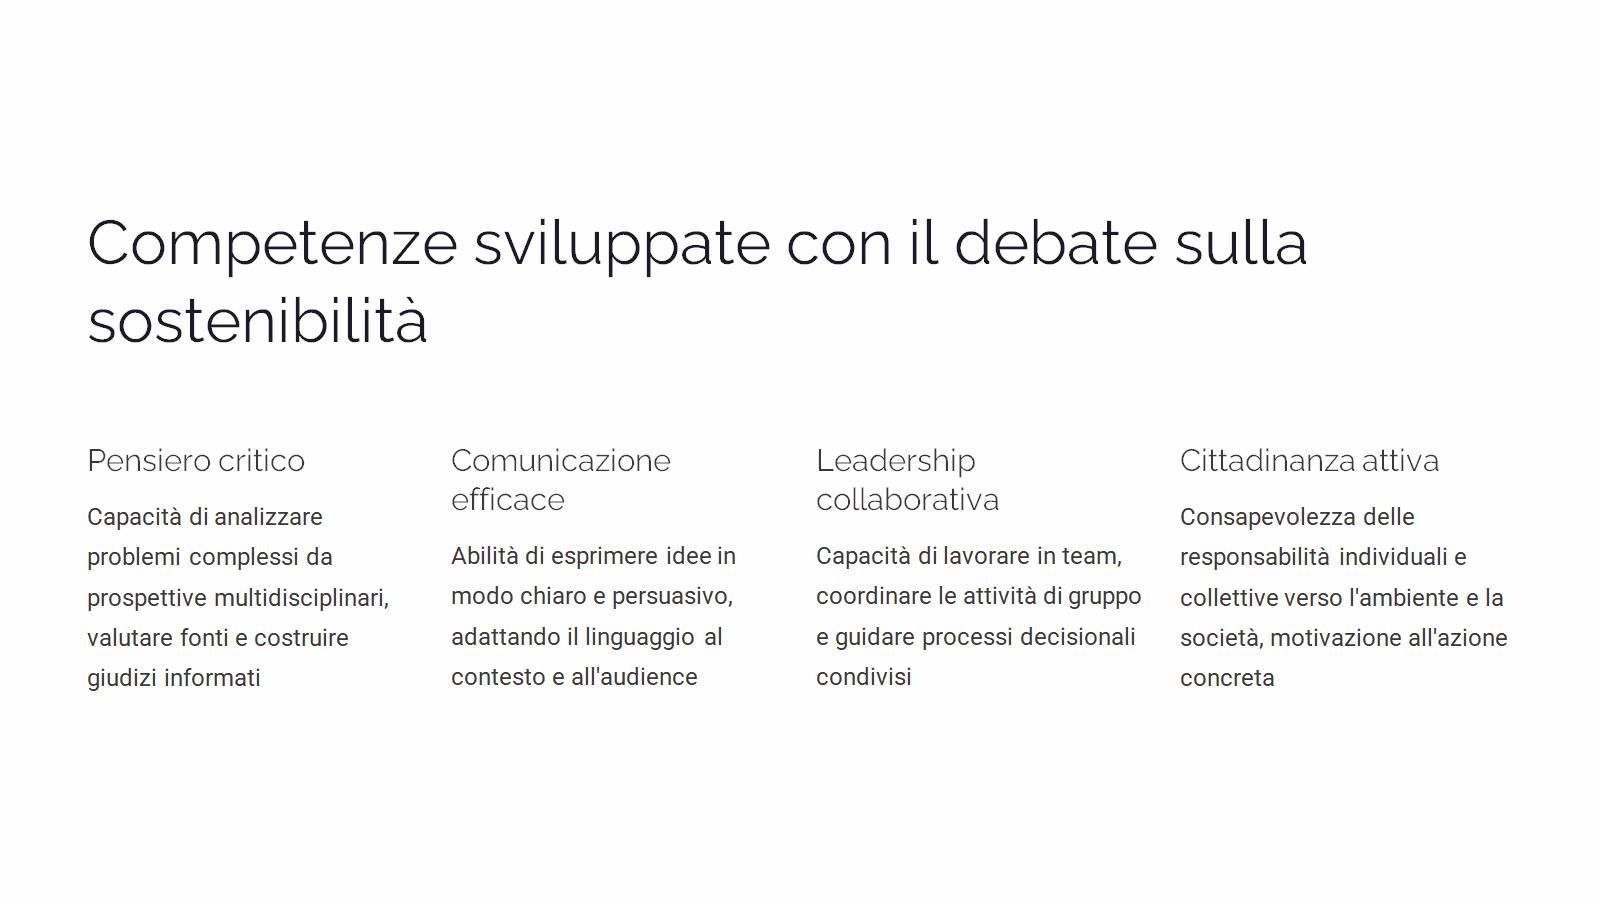 Competenze sviluppate con il debate sulla
sostenibilità
Pensiero critico
Capacità di analizzare
problemi complessi da
prospettive multidisciplinari,
valutare fonti e costruire
giudizi informati
Comunicazione
efficace
Abilità di esprimere idee in
modo chiaro e persuasivo,
adattando il linguaggio al
contesto e all'audience
Leadership
collaborativa
Capacità di lavorare in team,
coordinare le attività di gruppo
e guidare processi decisionali
condivisi
Cittadinanza attiva
Consapevolezza delle
responsabilità individuali e
collettive verso l'ambiente e la
società, motivazione all'azione
concreta